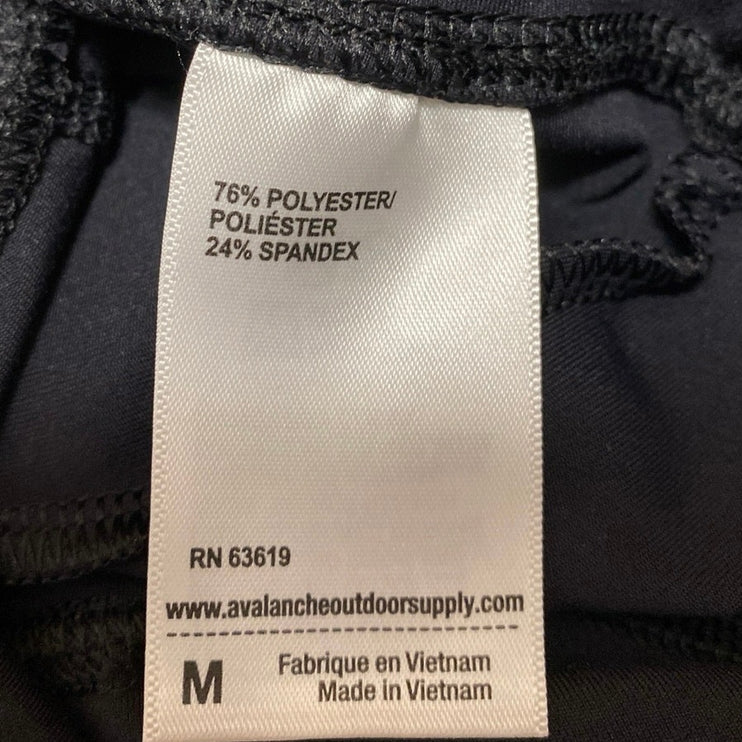 76% POLYESTER/
POLIÉSTER
24% SPANDEX
RN 63619
www.avalancheoutdoorsupply.com
M
Fabrique en Vietnam
Made in Vietnam